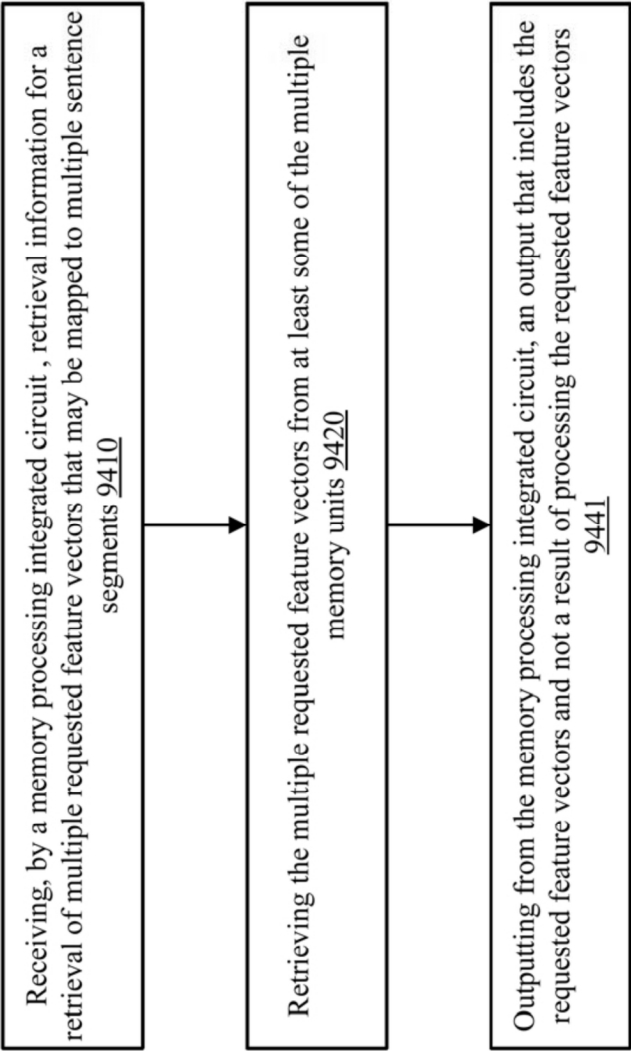 Receiving, by a memory processing integrated circuit , retrieval information for a
retrieval of multiple requested feature vectors that may be mapped to multiple sentence
segments 9410
Retrieving the multiple requested feature vectors from at least some of the multiple
memory units 9420
Outputting from the memory processing integrated circuit, an output that includes the
requested feature vectors and not a result of processing the requested feature vectors
9441